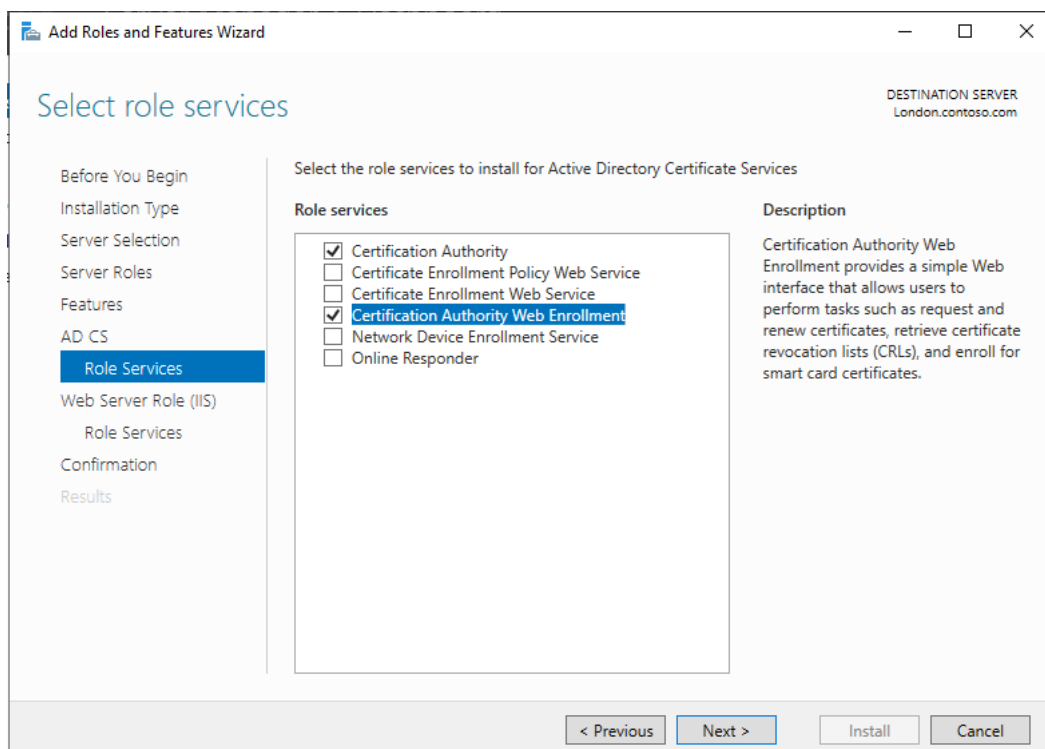 Add Roles and Features Wizard
Select role services
DESTINATION SERVER
London.contoso.com
Before You Begin
Installation Type
Server Selection
Server Roles
Features
AD CS
Role Services
Web Server Role (IIS)
Role Services
Confirmation
Results
Select the role services to install for Active Directory Certificate Services
Role services
Certification Authority
Certificate Enrollment Policy Web Service
Certificate Enrollment Web Service
Certification Authority Web Enrollment
Network Device Enrollment Service
Online Responder
Description
Certification Authority Web
Enrollment provides a simple Web
interface that allows users to
perform tasks such as request and
renew certificates, retrieve certificate
revocation lists (CRLs), and enroll for
smart card certificates.
< Previous
Next >
Install
Cancel